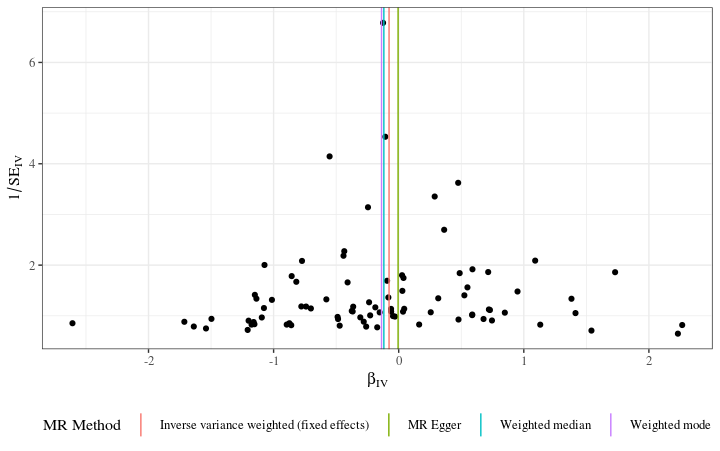 6
4
2
1/SE_IV
-2
-1
0
1
2
β_IV
MR Method
Inverse variance weighted (fixed effects)
MR Egger
Weighted median
Weighted mode